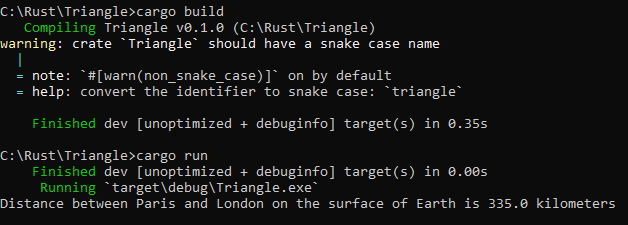 C:\Rust\Triangle>cargo build
   Compiling Triangle v0.1.0 (C:\Rust\Triangle)
warning: crate `Triangle` should have a snake case name
  |
  = note: `#[warn(non_snake_case)]` on by default
  = help: convert the identifier to snake case: `triangle`
    Finished dev [unoptimized + debuginfo] target(s) in 0.35s
C:\Rust\Triangle>cargo run
    Finished dev [unoptimized + debuginfo] target(s) in 0.00s
     Running `target\debug\Triangle.exe`
Distance between Paris and London on the surface of Earth is 335.0 kilometers